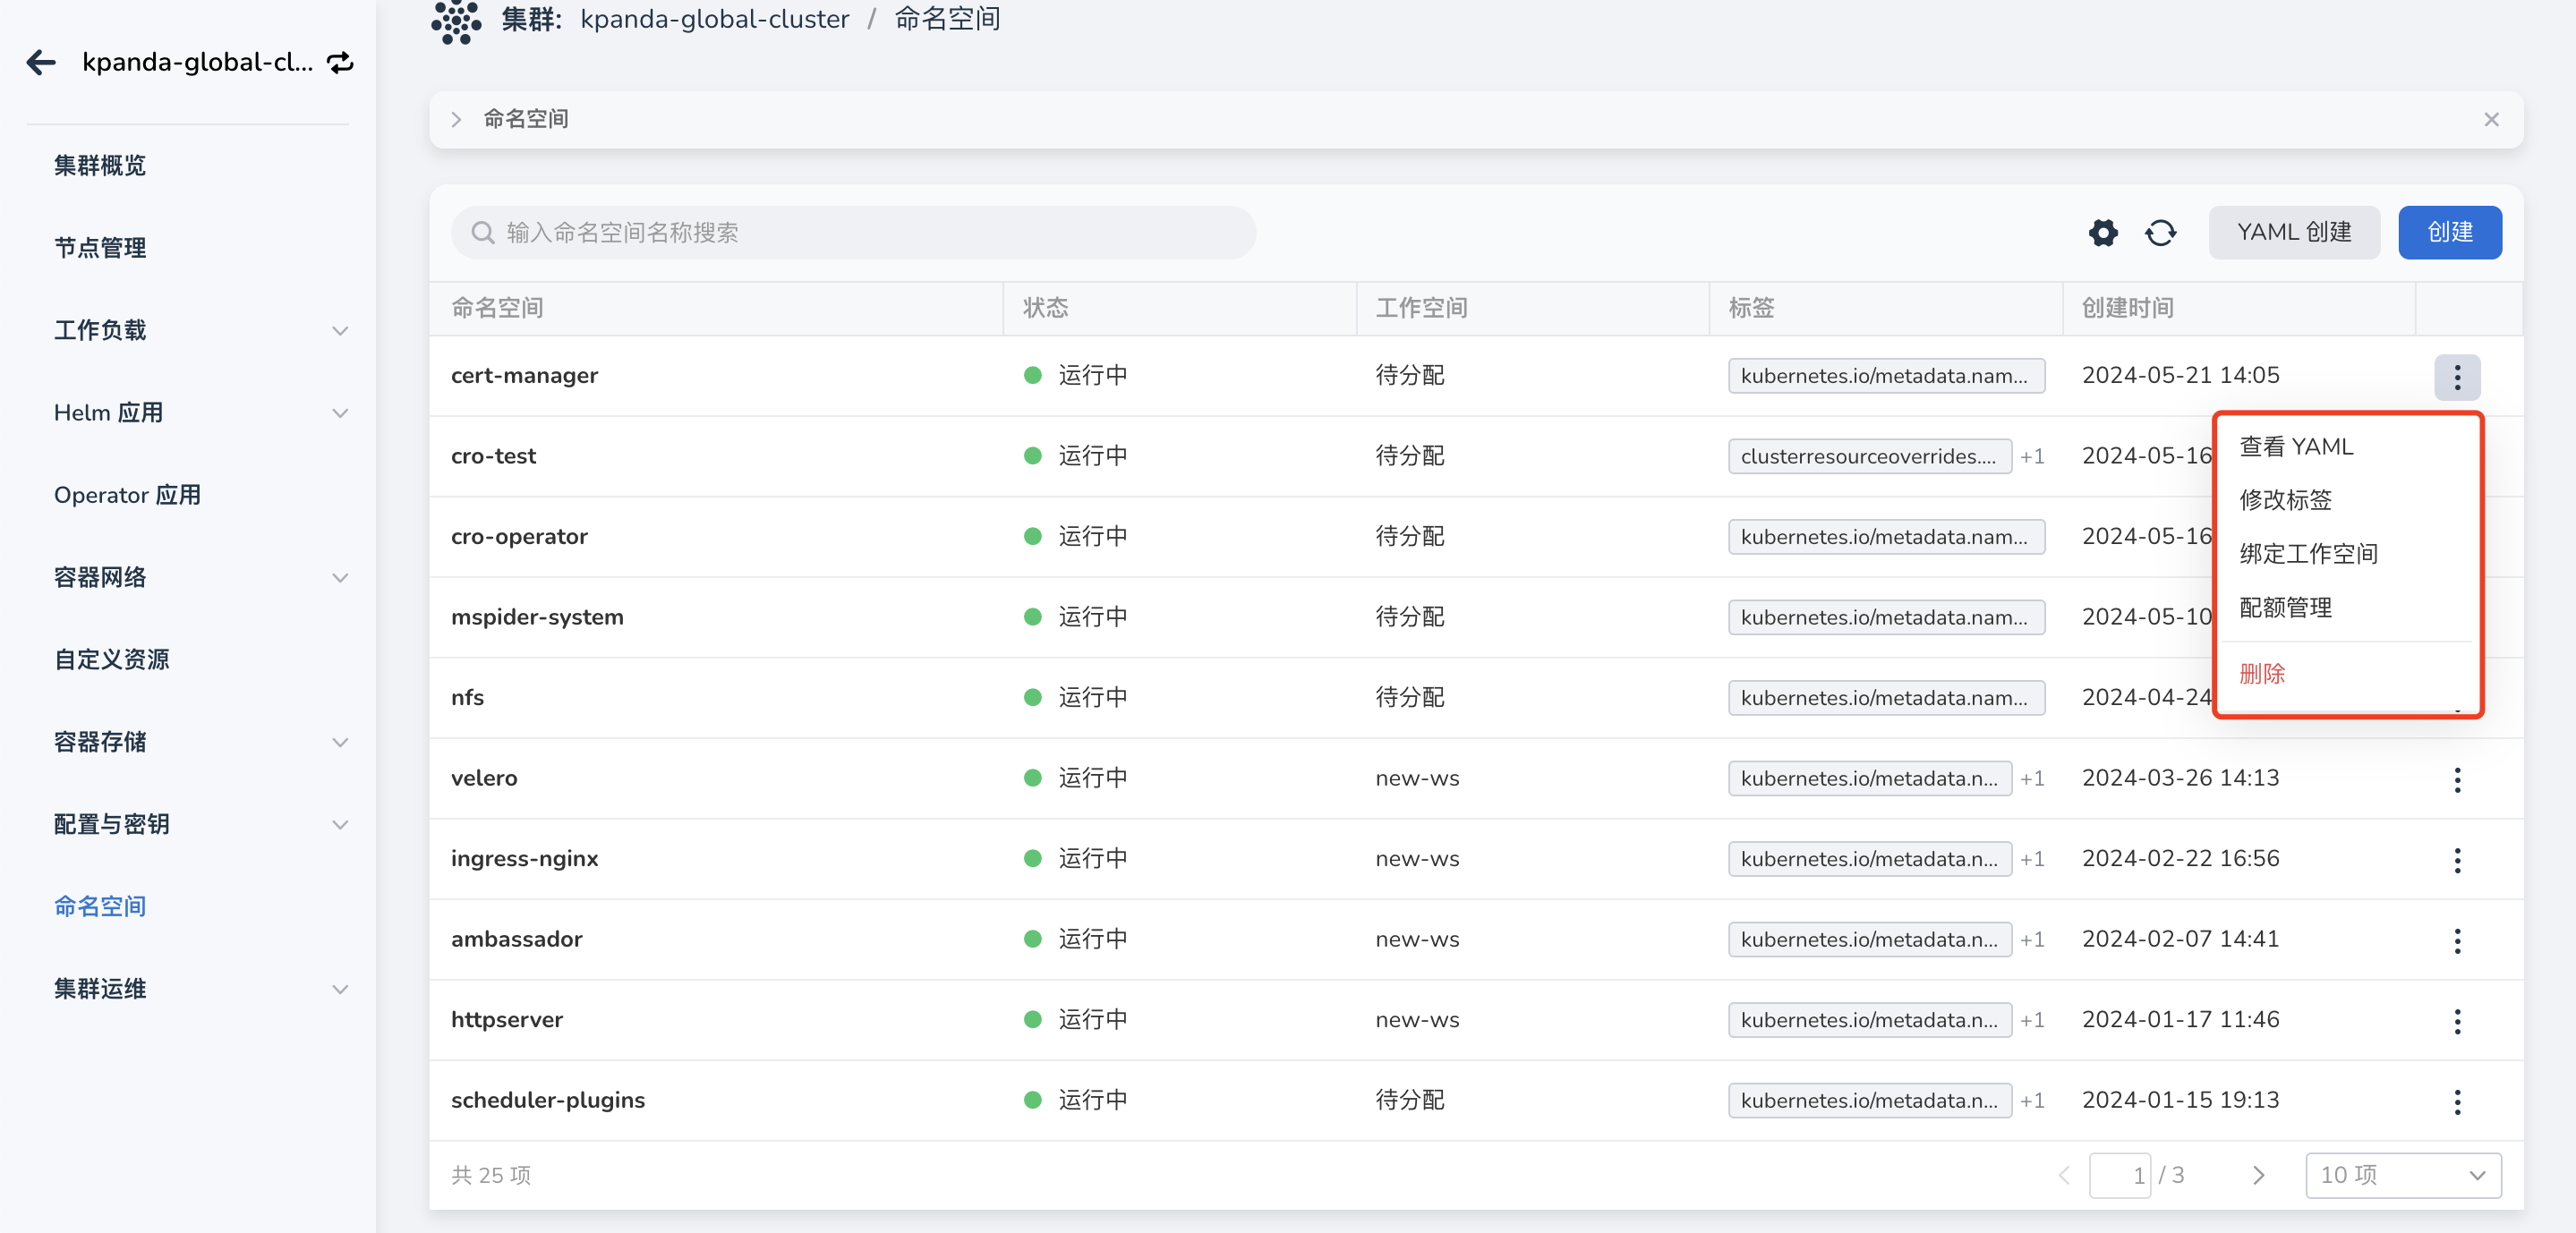 kpanda-global-cl...
集群概览
节点管理
工作负载
Helm 应用
Operator 应用
容器网络
自定义资源
容器存储
配置与密钥
命名空间
集群运维
集群: kpanda-global-cluster / 命名空间
命名空间
输入命名空间名称搜索
YAML 创建 创建
命名空间 状态 工作空间 标签 创建时间
cert-manager 运行中 待分配 kubernetes.io/metadata.nam... 2024-05-21 14:05
cro-test 运行中 待分配 clusterresourceoverrides.... +1 2024-05-16
cro-operator 运行中 待分配 kubernetes.io/metadata.nam... 2024-05-16
mspider-system 运行中 待分配 kubernetes.io/metadata.nam... 2024-05-10
nfs 运行中 待分配 kubernetes.io/metadata.nam... 2024-04-24
velero 运行中 new-ws kubernetes.io/metadata.n... +1 2024-03-26 14:13
ingress-nginx 运行中 new-ws kubernetes.io/metadata.n... +1 2024-02-22 16:56
ambassador 运行中 new-ws kubernetes.io/metadata.n... +1 2024-02-07 14:41
httpserver 运行中 new-ws kubernetes.io/metadata.n... +1 2024-01-17 11:46
scheduler-plugins 运行中 待分配 kubernetes.io/metadata.n... +1 2024-01-15 19:13
查看 YAML
修改标签
绑定工作空间
配额管理
删除
共 25 项 1 / 3 10 项